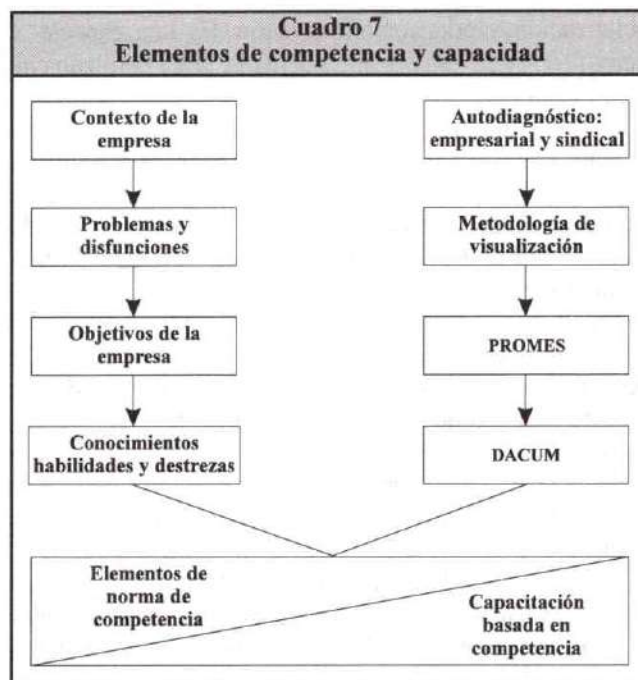 Cuadro 7
Elementos de competencia y capacidad
Contexto de la
empresa
Autodiagnóstico:
empresarial y sindical
Problemas y
disfunciones
Metodología de
visualización
Objetivos de la
empresa
PROMES
Conocimientos
habilidades y destrezas
DACUM
Elementos de
norma de
competencia
Capacitación
basada en
competencia